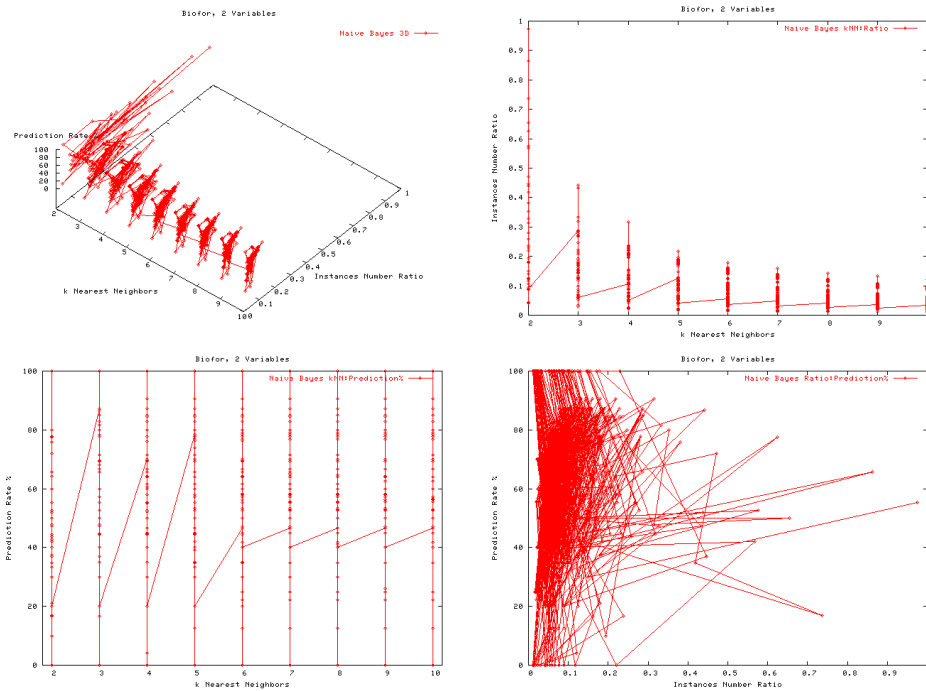 Biofor, 2 Variables
Naive Bayes 3D
Prediction Rate %
100
80
60
40
20
0
2
3
4
5
6
7
8
9
10
0
0.1
0.2
0.3
0.4
0.5
0.6
0.7
0.8
0.9
1
k Nearest Neighbors
Instances Number Ratio
Biofor, 2 Variables
Naive Bayes kNN:Ratio
Instances Number Ratio
1
0.9
0.8
0.7
0.6
0.5
0.4
0.3
0.2
0.1
0
2 3 4 5 6 7 8 9
k Nearest Neighbors
Biofor, 2 Variables
Naive Bayes kNN:Prediction%
Prediction Rate %
100
80
60
40
20
0
2 3 4 5 6 7 8 9 10
k Nearest Neighbors
Biofor, 2 Variables
Naive Bayes Ratio:Prediction%
Prediction Rate %
100
80
60
40
20
0
0 0.1 0.2 0.3 0.4 0.5 0.6 0.7 0.8 0.9 1
Instances Number Ratio